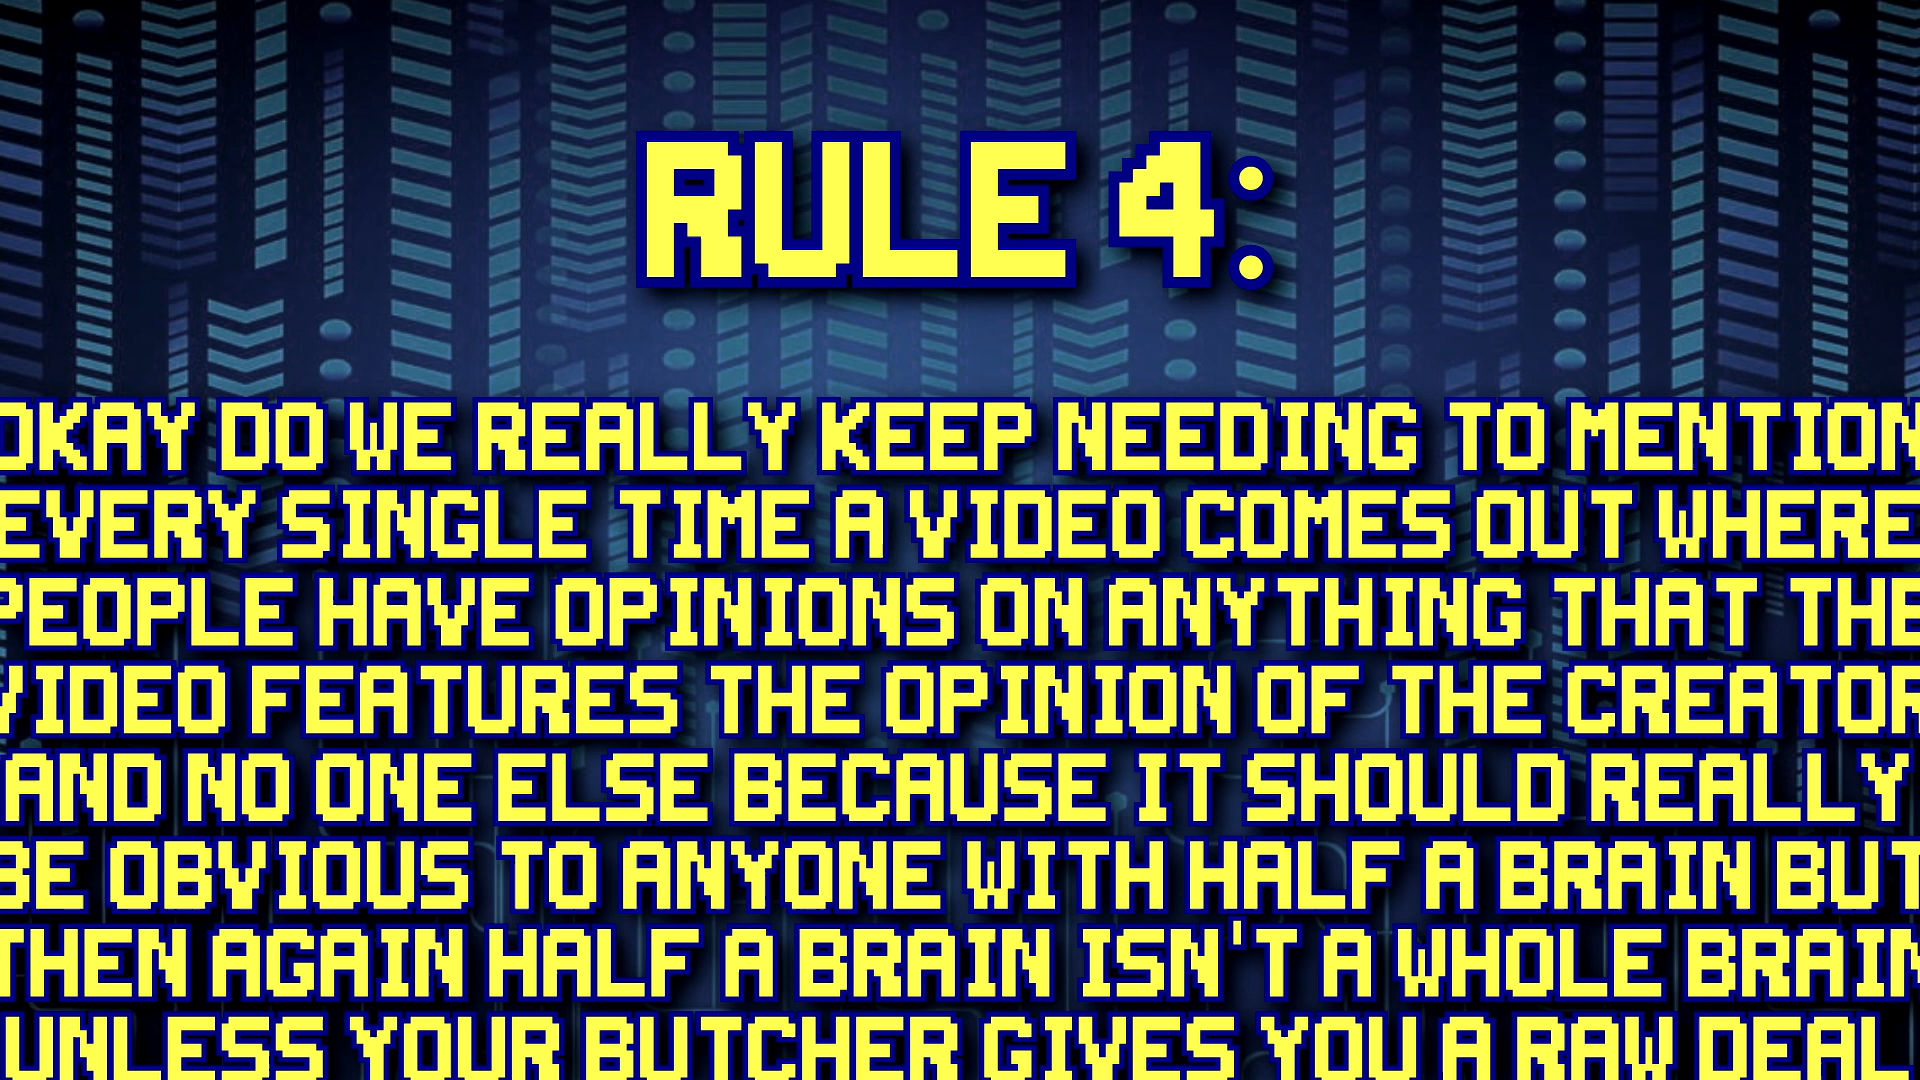 RULE 4:
OKAY DO WE REALLY KEEP NEEDING TO MENTION
EVERY SINGLE TIME A VIDEO COMES OUT WHERE
PEOPLE HAVE OPINIONS ON ANYTHING THAT THE
VIDEO FEATURES THE OPINION OF THE CREATOR
AND NO ONE ELSE BECAUSE IT SHOULD REALLY
BE OBVIOUS TO ANYONE WITH HALF A BRAIN BUT
THEN AGAIN HALF A BRAIN ISN'T A WHOLE BRAIN
UNLESS YOUR BUTCHER GIVES YOU A RAW DEAL